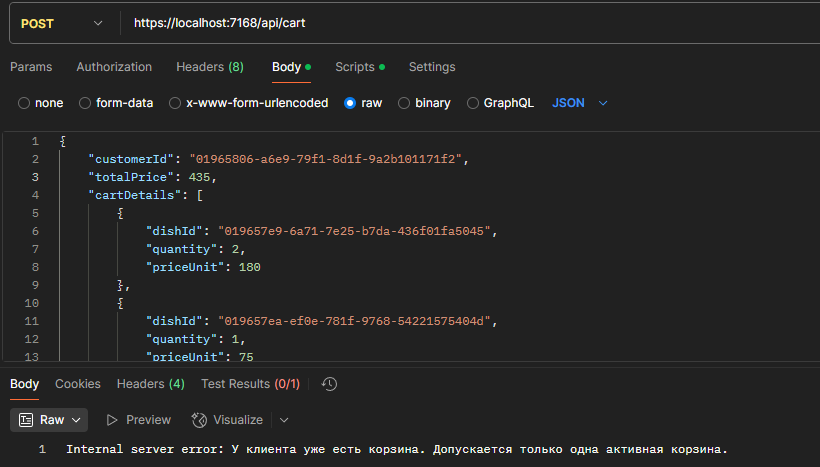 POST https://localhost:7168/api/cart
Params Authorization Headers (8) Body Scripts Settings
none form-data x-www-form-urlencoded raw binary GraphQL JSON
1 {
2 "customerId": "01965806-a6e9-79f1-8d1f-9a2b101171f2",
3 "totalPrice": 435,
4 "cartDetails": [
5 {
6 "dishId": "019657e9-6a71-7e25-b7da-436f01fa5045",
7 "quantity": 2,
8 "priceUnit": 180
9 },
10 {
11 "dishId": "019657ea-ef0e-781f-9768-54221575404d",
12 "quantity": 1,
13 "priceUnit": 75
Body Cookies Headers (4) Test Results (0/1)
Raw Preview Visualize
1 Internal server error: У клиента уже есть корзина. Допускается только одна активная корзина.